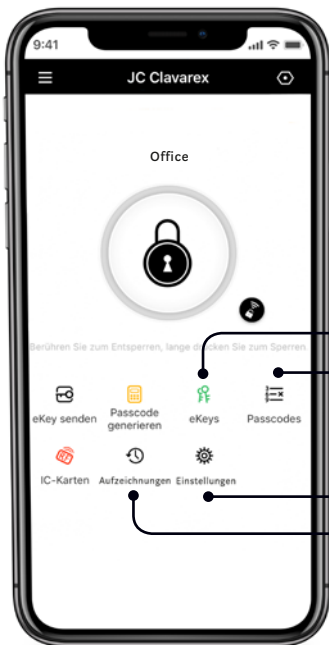 9:41
JC Clavarex
Office
Berühren Sie zum Entsperren, lange drücken Sie zum Sperren.
eKey senden
Passcode
generieren
eKeys
Passcodes
IC-Karten
Aufzeichnungen
Einstellungen